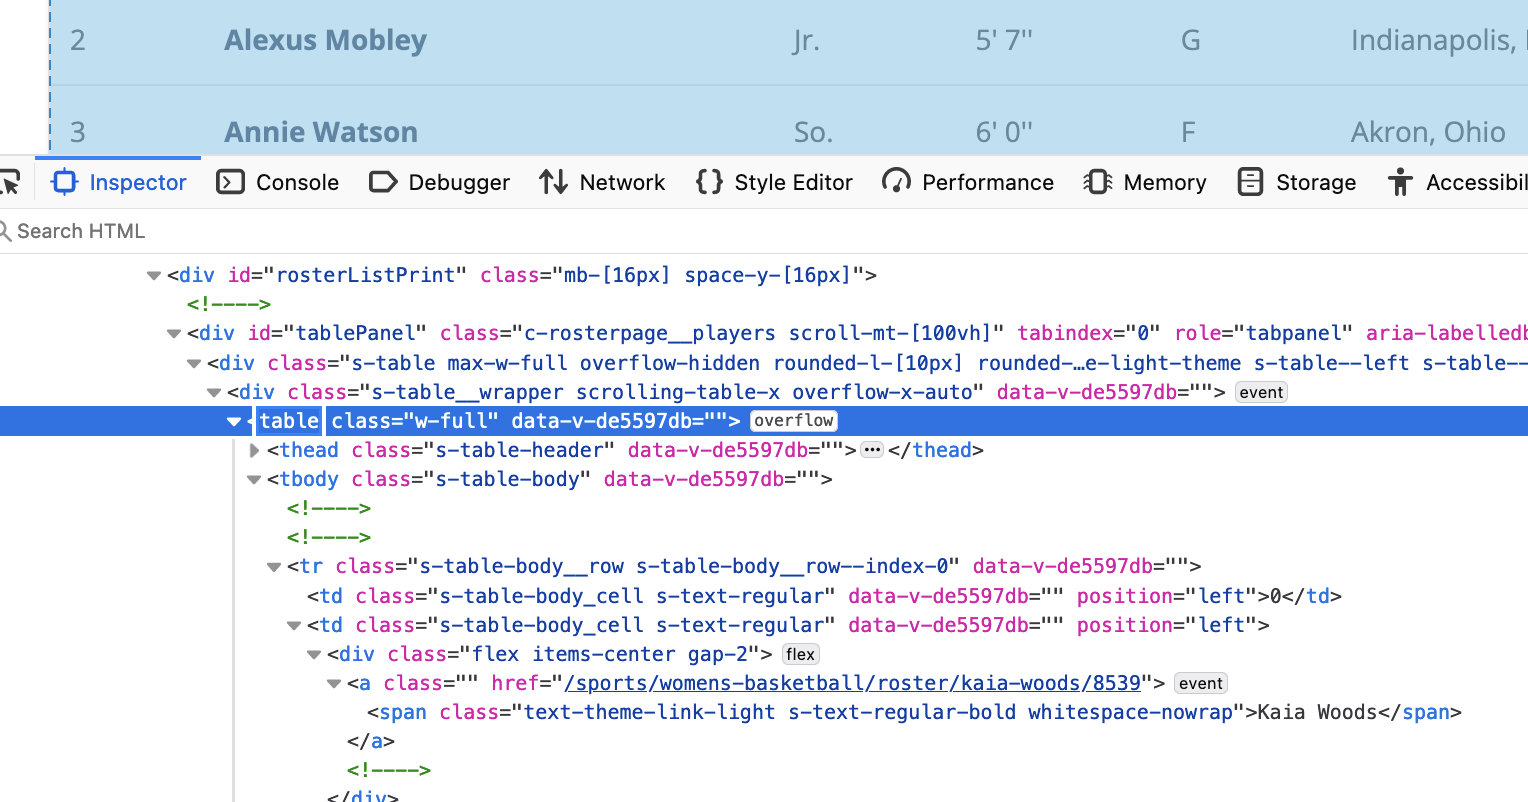 2 Alexus Mobley Jr. 5' 7'' G Indianapolis,
3 Annie Watson So. 6' 0'' F Akron, Ohio
Inspector Console Debugger Network Style Editor Performance Memory Storage Accessibil
Search HTML
<div id="rosterListPrint" class="mb-[16px] space-y-[16px]">
<!---->
<div id="tablePanel" class="c-rosterpage__players scroll-mt-[100vh]" tabindex="0" role="tabpanel" aria-labelledb
<div class="s-table max-w-full overflow-hidden rounded-l-[10px] rounded-…e-light-theme s-table--left s-table--
<div class="s-table__wrapper scrolling-table-x overflow-x-auto" data-v-de5597db=""> event
<table class="w-full" data-v-de5597db=""> overflow
<thead class="s-table-header" data-v-de5597db=""> ••• </thead>
<tbody class="s-table-body" data-v-de5597db="">
<!---->
<!---->
<tr class="s-table-body__row s-table-body__row--index-0" data-v-de5597db="">
<td class="s-table-body_cell s-text-regular" data-v-de5597db="" position="left">0</td>
<td class="s-table-body_cell s-text-regular" data-v-de5597db="" position="left">
<div class="flex items-center gap-2"> flex
<a class="" href="/sports/womens-basketball/roster/kaia-woods/8539"> event
<span class="text-theme-link-light s-text-regular-bold whitespace-nowrap">Kaia Woods</span>
</a>
<!---->
</div>